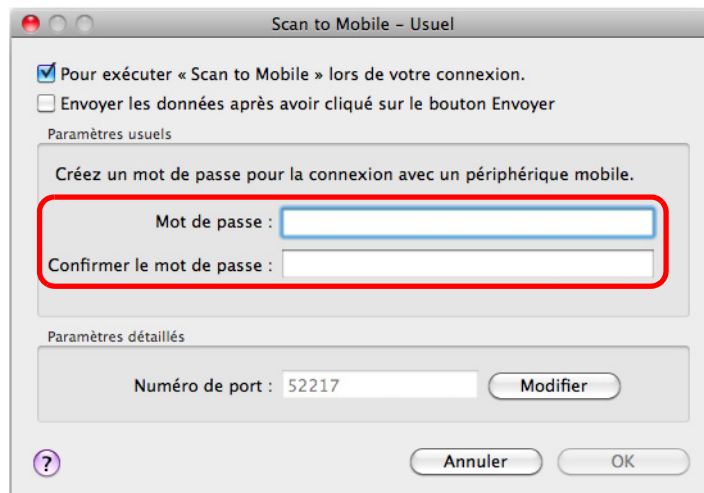 Scan to Mobile – Usuel
Pour exécuter « Scan to Mobile » lors de votre connexion.
Envoyer les données après avoir cliqué sur le bouton Envoyer
Paramètres usuels
Créez un mot de passe pour la connexion avec un périphérique mobile.
Mot de passe :
Confirmer le mot de passe :
Paramètres détaillés
Numéro de port : 52217 Modifier
? Annuler OK